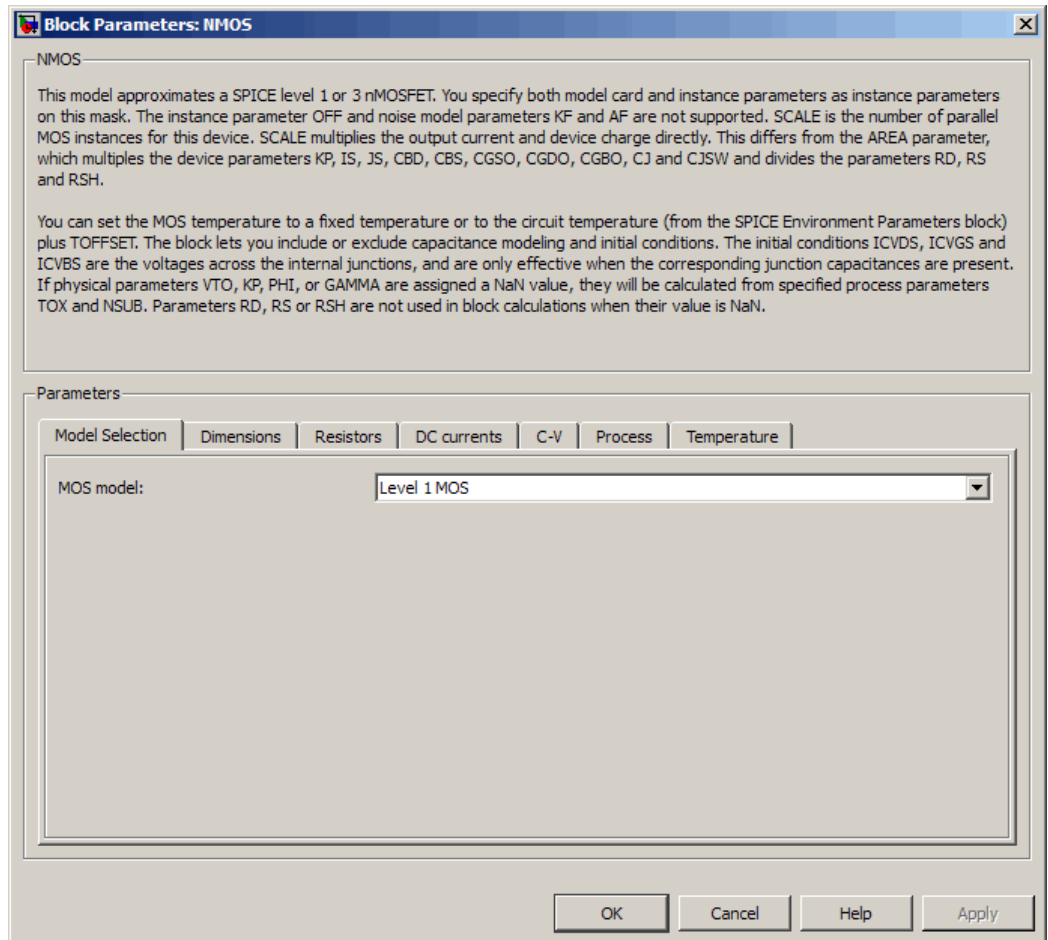 Block Parameters: NMOS
NMOS
This model approximates a SPICE level 1 or 3 nMOSFET. You specify both model card and instance parameters as instance parameters
on this mask. The instance parameter OFF and noise model parameters KF and AF are not supported. SCALE is the number of parallel
MOS instances for this device. SCALE multiplies the output current and device charge directly. This differs from the AREA parameter,
which multiples the device parameters KP, IS, JS, CBD, CBS, CGSO, CGDO, CGBO, CJ and CJSW and divides the parameters RD, RS
and RSH.
You can set the MOS temperature to a fixed temperature or to the circuit temperature (from the SPICE Environment Parameters block)
plus TOFFSET. The block lets you include or exclude capacitance modeling and initial conditions. The initial conditions ICVDS, ICVGS and
ICVBS are the voltages across the internal junctions, and are only effective when the corresponding junction capacitances are present.
If physical parameters VTO, KP, PHI, or GAMMA are assigned a NaN value, they will be calculated from specified process parameters
TOX and NSUB. Parameters RD, RS or RSH are not used in block calculations when their value is NaN.
Parameters
Model Selection Dimensions Resistors DC currents C-V Process Temperature
MOS model: Level 1 MOS
OK Cancel Help Apply